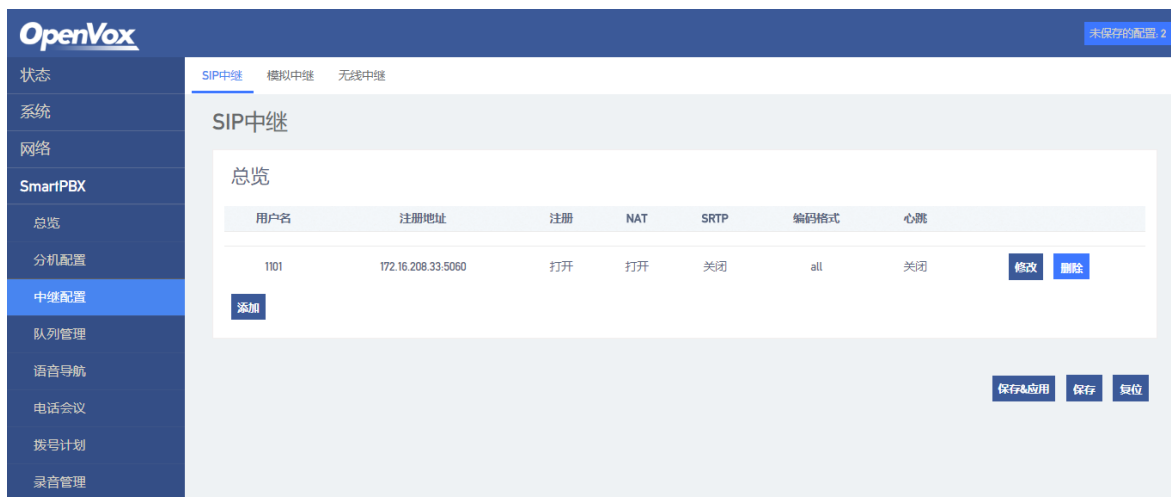 OpenVox
未保存的配置: 2
状态
系统
网络
SmartPBX
总览
分机配置
中继配置
队列管理
语音导航
电话会议
拨号计划
录音管理
SIP中继 模拟中继 无线中继
SIP中继
总览
用户名 注册地址 注册 NAT SRTP 编码格式 心跳
1101 172.16.208.33:5060 打开 打开 关闭 all 关闭 修改 删除
添加
保存&应用 保存 复位